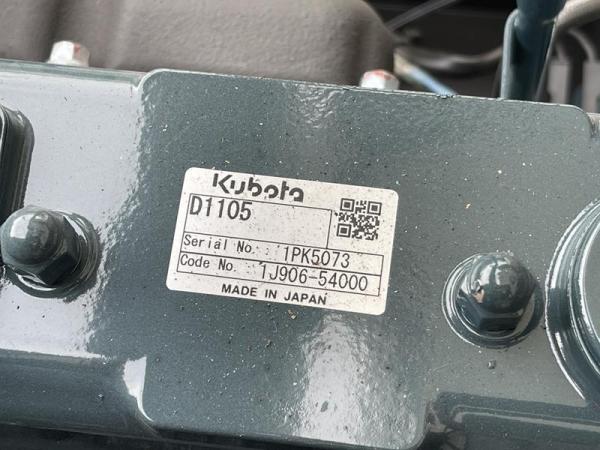 Kubota
D1105
Serial No. : 1PK5073
Code No. : 1J906-54000
MADE IN JAPAN